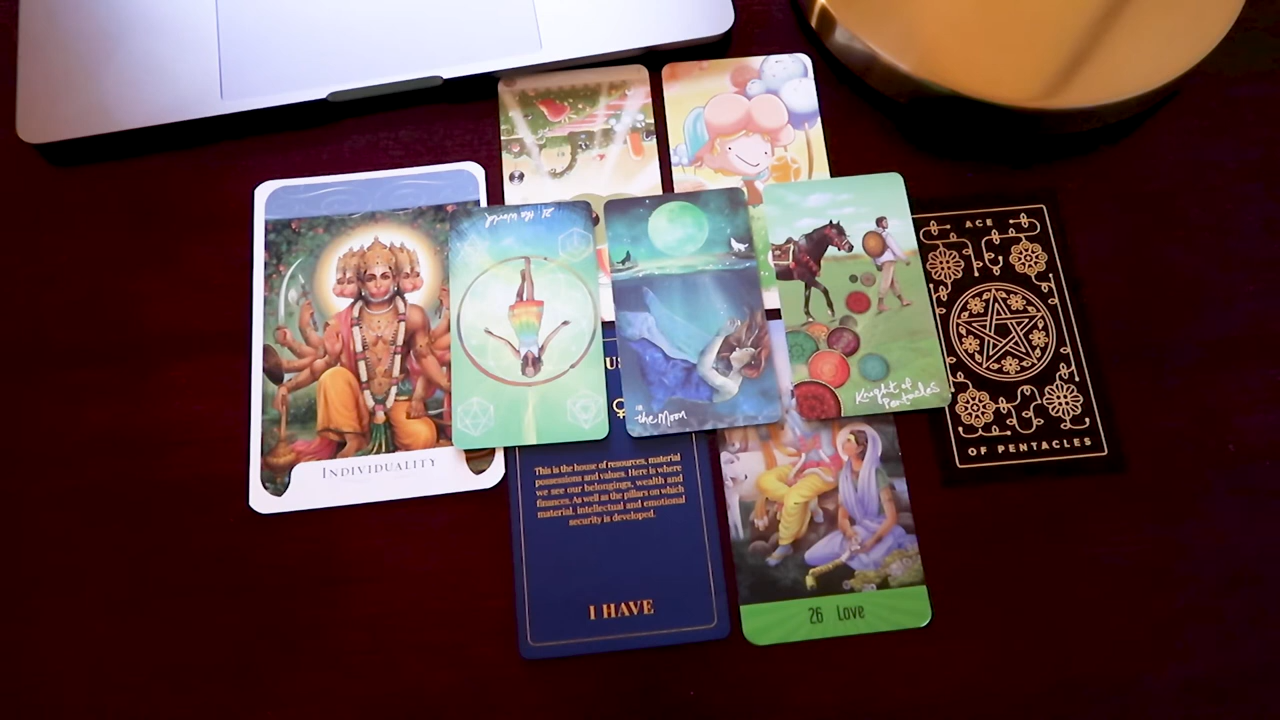 21. the World
ACE
US
18.
the Moon
Knight of
Pentacles
OF PENTACLES
INDIVIDUALITY
This is the house of resources, material
possessions and values. Here is where
we see our belongings, wealth and
finances. As well as the pillars on which
material, intellectual and emotional
security is developed.
I HAVE
26 Love